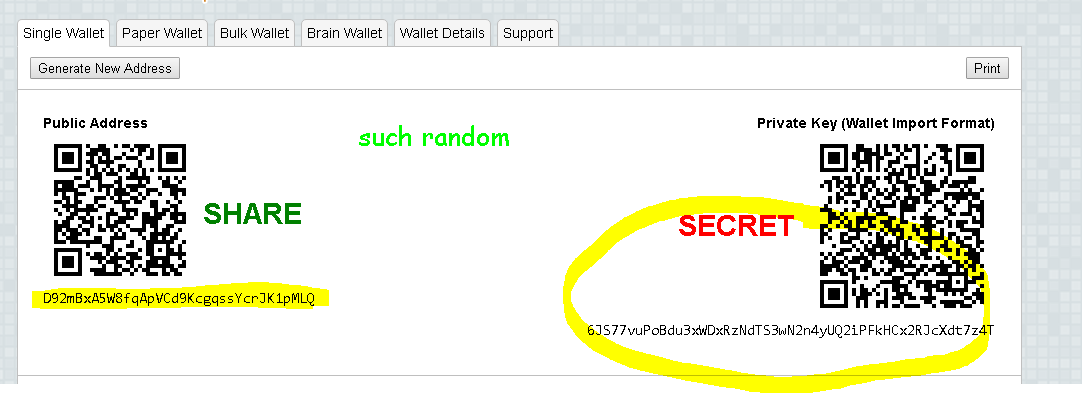 Single Wallet Paper Wallet Bulk Wallet Brain Wallet Wallet Details Support
Generate New Address Print
Public Address Private Key (Wallet Import Format)
such random
SHARE SECRET
D92mBxA5W8fqApVCd9KcgqssYcrJK1pMLQ
6JS77vuPoBdu3xWDxRzNdTS3wN2n4yUQ2iPFkHCx2RJcXdt7z4T